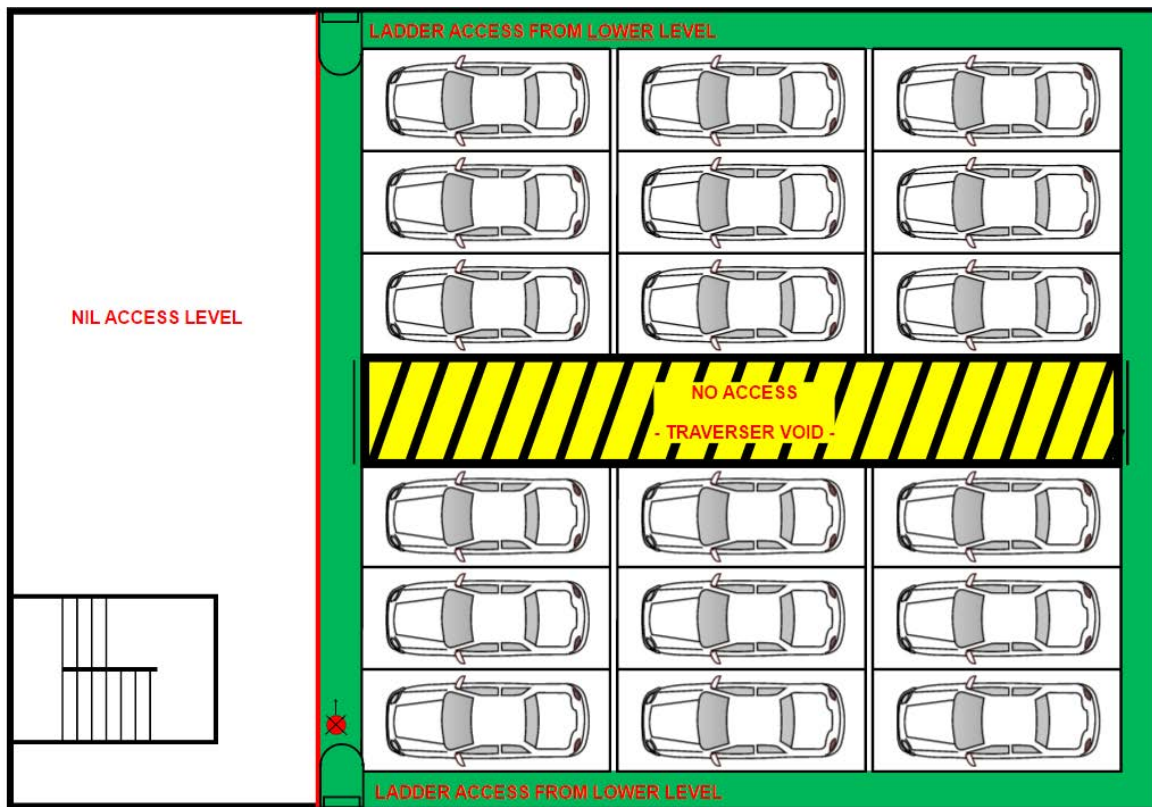 LADDER ACCESS FROM LOWER LEVEL
NIL ACCESS LEVEL
NO ACCESS
- TRAVERSER VOID -
LADDER ACCESS FROM LOWER LEVEL